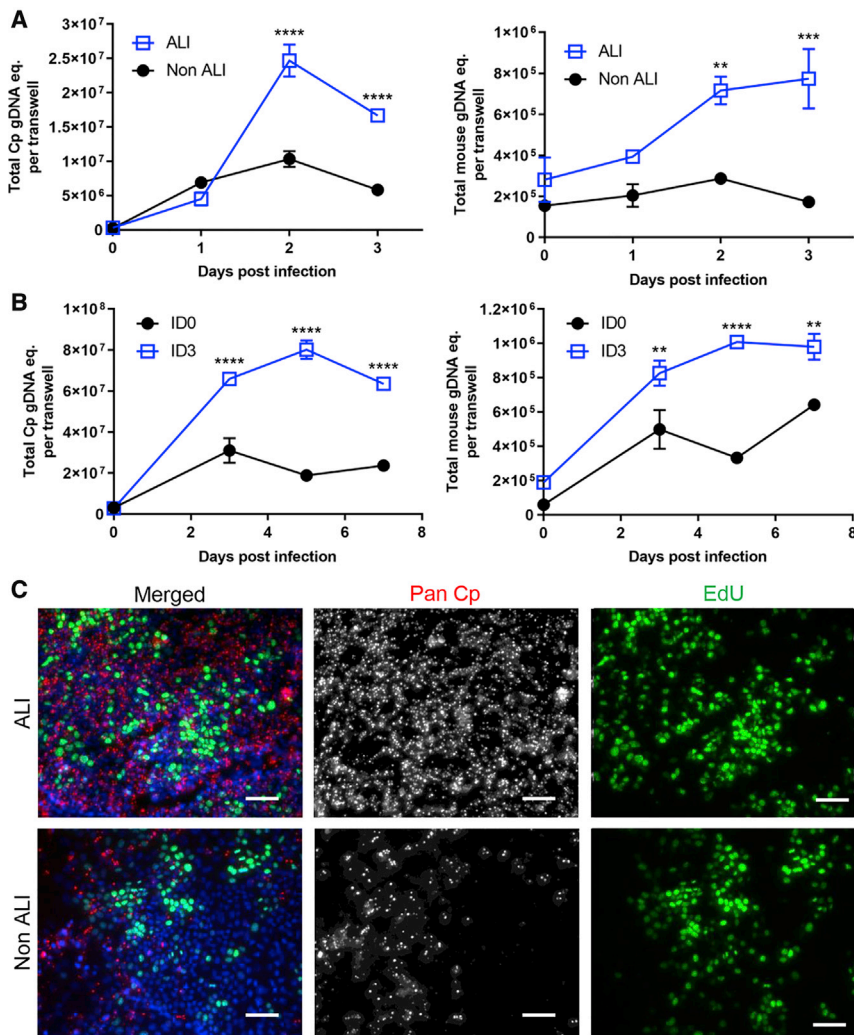 A
3×10⁷
2.5×10⁷
2×10⁷
1.5×10⁷
1×10⁷
5×10⁶
0
Total Cp gDNA eq.
per transwell
ALI
Non ALI
****
****
0 1 2 3
Days post infection
1×10⁶
8×10⁵
6×10⁵
4×10⁵
2×10⁵
0
Total mouse gDNA eq.
per transwell
ALI
Non ALI
**
***
0 1 2 3
Days post infection
B
1×10⁸
8×10⁷
6×10⁷
4×10⁷
2×10⁷
0
Total Cp gDNA eq.
per transwell
ID0
ID3
****
****
****
0 2 4 6 8
Days post infection
1.2×10⁶
1×10⁶
8×10⁵
6×10⁵
4×10⁵
2×10⁵
0
Total mouse gDNA eq.
per transwell
ID0
ID3
**
****
**
0 2 4 6 8
Days post infection
C
Merged Pan Cp EdU
ALI
Non ALI